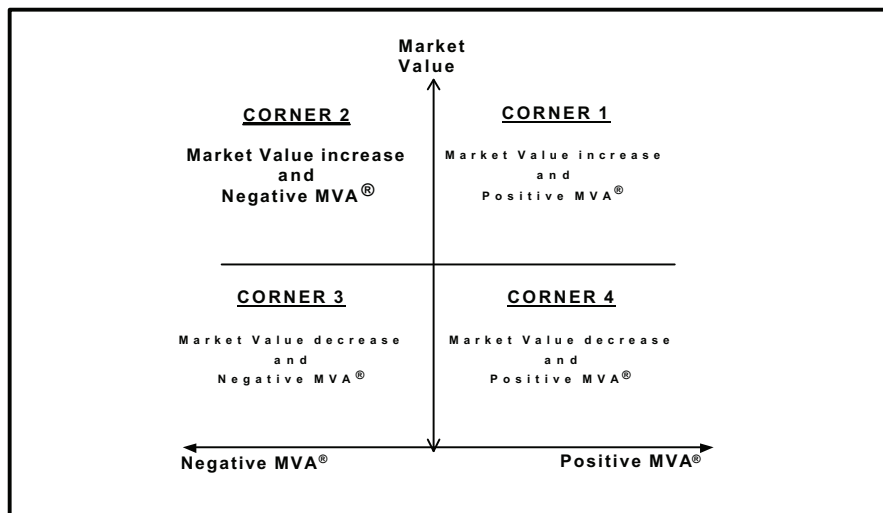 Market
Value
CORNER 2
CORNER 1
Market Value increase
and
Negative MVA®
Market Value increase
and
Positive MVA®
CORNER 3
CORNER 4
Market Value decrease
and
Negative MVA®
Market Value decrease
and
Positive MVA®
Negative MVA®
Positive MVA®